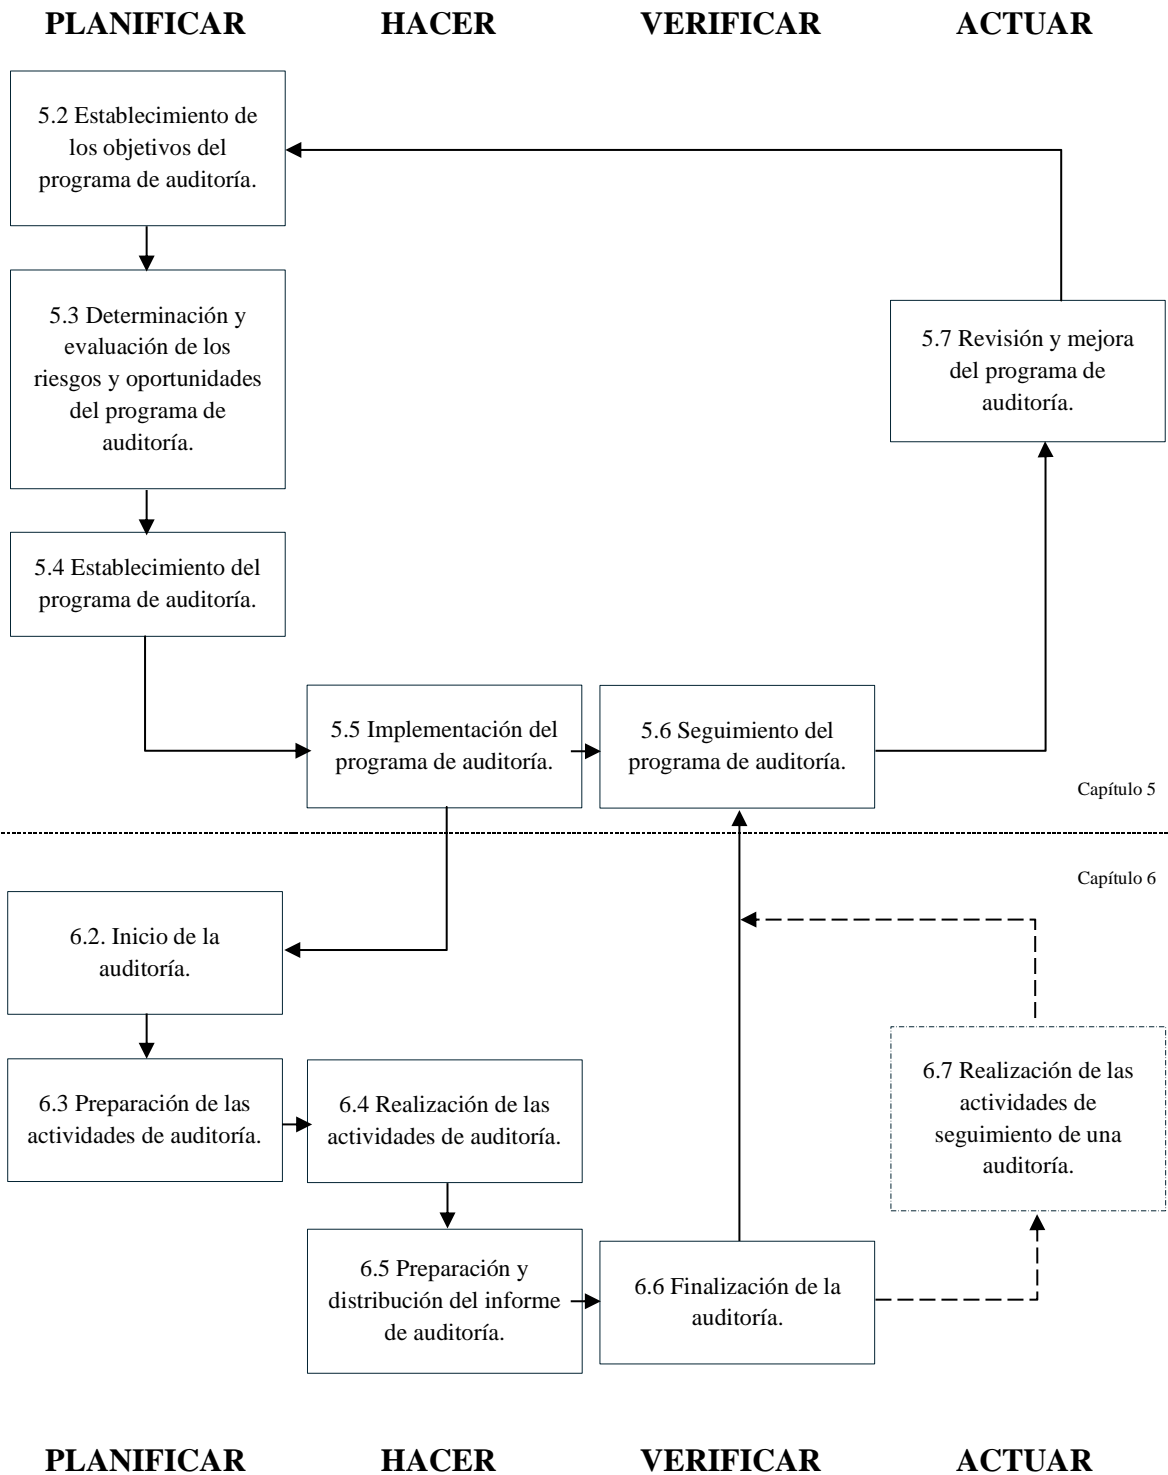 PLANIFICAR HACER VERIFICAR ACTUAR
5.2 Establecimiento de
los objetivos del
programa de auditoría.
5.3 Determinación y
evaluación de los
riesgos y oportunidades
del programa de
auditoría.
5.7 Revisión y mejora
del programa de
auditoría.
5.4 Establecimiento del
programa de auditoría.
5.5 Implementación del
programa de auditoría.
5.6 Seguimiento del
programa de auditoría.
Capítulo 5
Capítulo 6
6.2. Inicio de la
auditoría.
6.3 Preparación de las
actividades de auditoría.
6.4 Realización de las
actividades de auditoría.
6.7 Realización de las
actividades de
seguimiento de una
auditoría.
6.5 Preparación y
distribución del informe
de auditoría.
6.6 Finalización de la
auditoría.
PLANIFICAR HACER VERIFICAR ACTUAR